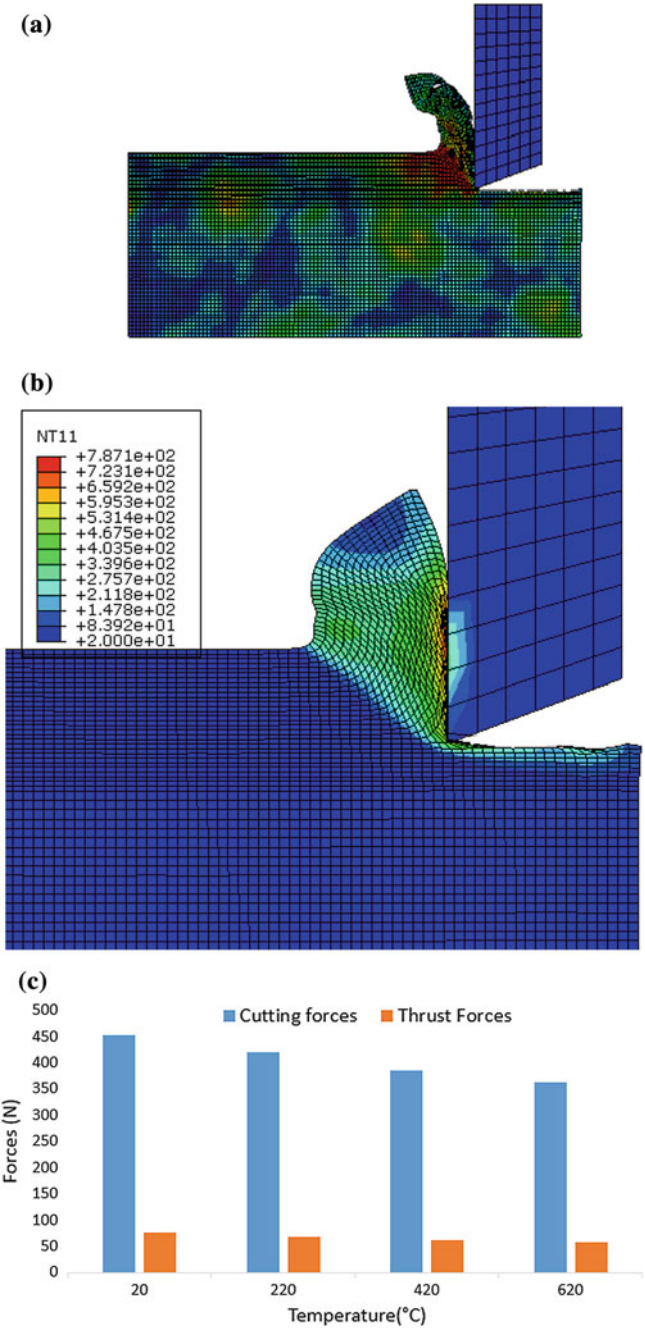 (a)
(b)
NT11
+7.871e+02
+7.231e+02
+6.592e+02
+5.953e+02
+5.314e+02
+4.675e+02
+4.035e+02
+3.396e+02
+2.757e+02
+2.118e+02
+1.478e+02
+8.392e+01
+2.000e+01
(c)
500
450
400
350
300
250
200
150
100
50
0
Forces (N)
Cutting forces
Thrust Forces
20
220
420
620
Temperature(°C)